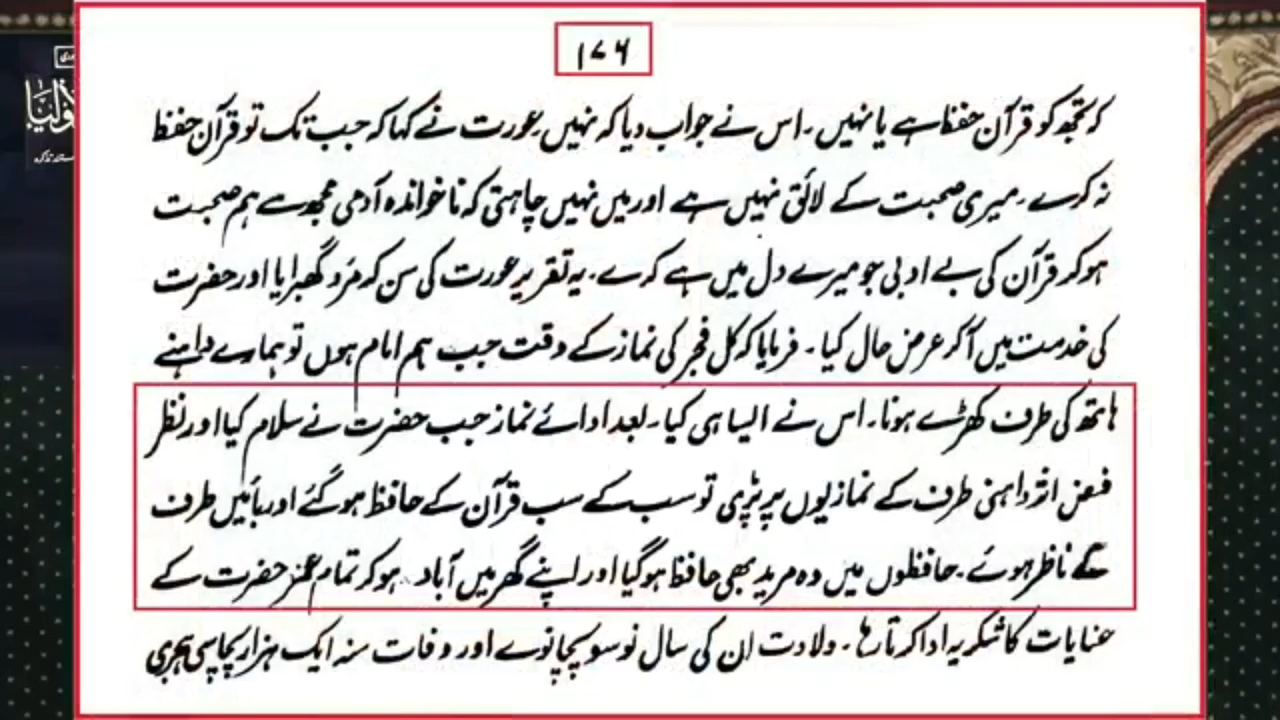 ۱۷۶
کہ تجھ کو قرآن حفظ ہے یا نہیں۔ اس نے جواب دیا کہ نہیں عورت نے کہا کہ جب تک تو قرآن حفظ
نہ کرے۔ میری صحبت کے لائق نہیں ہے اور میں نہیں چاہتی کہ ناخواندہ آدمی مجھ سے ہم صحبت
ہو کر قرآن کی بے ادبی جو میرے دل میں ہے کرے۔ یہ تقریر عورت کی سن کہ مرد گھبرایا اور حضرت
کی خدمت میں آ کر عرض حال کیا۔ فرمایا کہ کل فجر کی نماز کے وقت جب ہم امام ہوں تو ہمارے داہنے
ہاتھ کی طرف کھڑے ہونا۔ اس نے ایسا ہی کیا۔ بعد ادائے نماز جب حضرت نے سلام کیا اور نظر
فیض اثر داہنی طرف کے نمازیوں پر پڑی تو سب کے سب قرآن کے حافظ ہو گئے اور بائیں طرف
کے ناظر ہوئے۔ حافظوں میں وہ مرید بھی حافظ ہو گیا اور اپنے گھر میں آباد ہو کر تمام عمر حضرت کے
عنایات کا شکریہ ادا کرتا رہا۔ ولادت ان کی سال نو سو پچانوے اور وفات سنہ ایک ہزار پچاسی ہجری